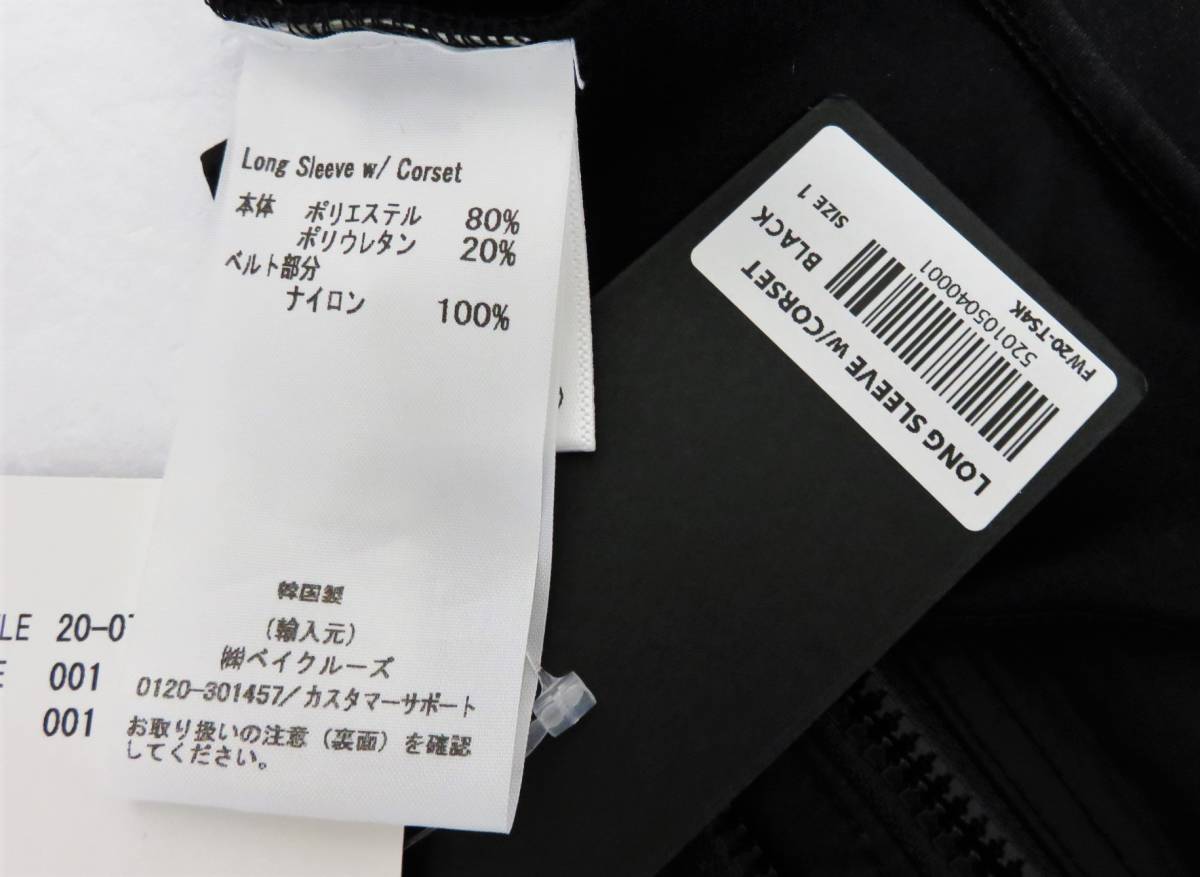 Long Sleeve w/ Corset
本体 ポリエステル 80%
ポリウレタン 20%
ベルト部分
ナイロン 100%
韓国製
(輸入元)
㈱ベイクルーズ
0120-301457/カスタマーサポート
お取り扱いの注意(裏面)を確認
してください。
LONG SLEEVE w/CORSET
BLACK
SIZE 1
520105040001
FW20-TS4K
LE 20-0
001
001